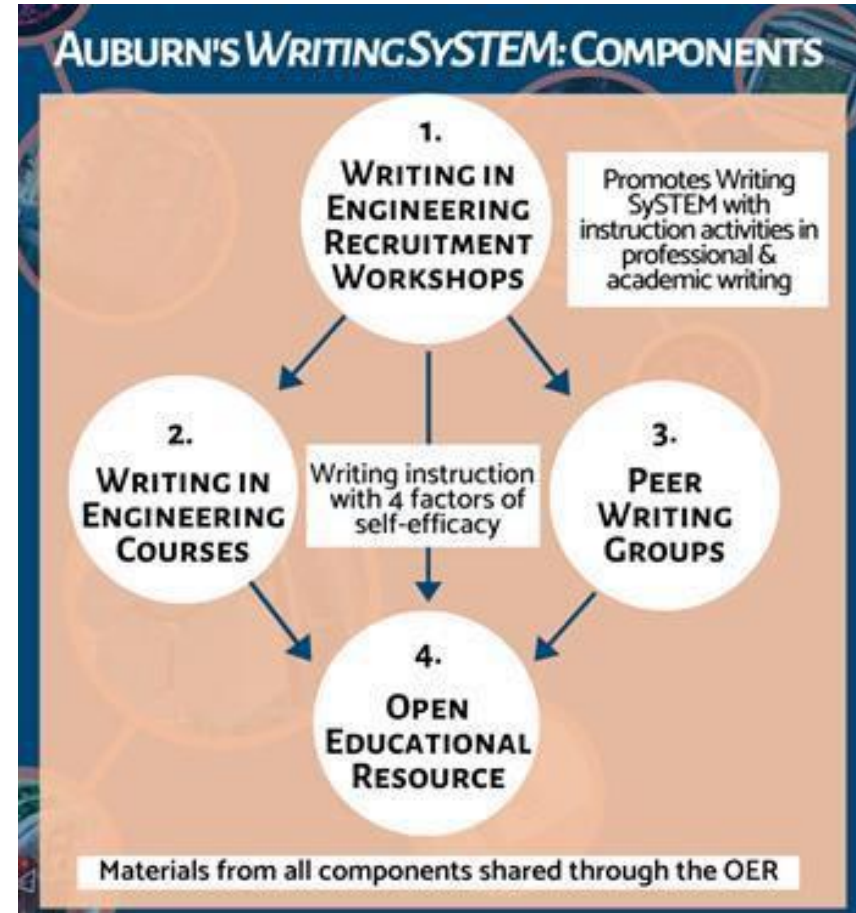 AUBURN'S WRITINGSySTEM: COMPONENTS
1.
WRITING IN
ENGINEERING
RECRUITMENT
WORKSHOPS
Promotes Writing
SySTEM with
instruction activities in
professional &
academic writing
2.
WRITING IN
ENGINEERING
COURSES
Writing instruction
with 4 factors of
self-efficacy
3.
PEER
WRITING
GROUPS
4.
OPEN
EDUCATIONAL
RESOURCE
Materials from all components shared through the OER